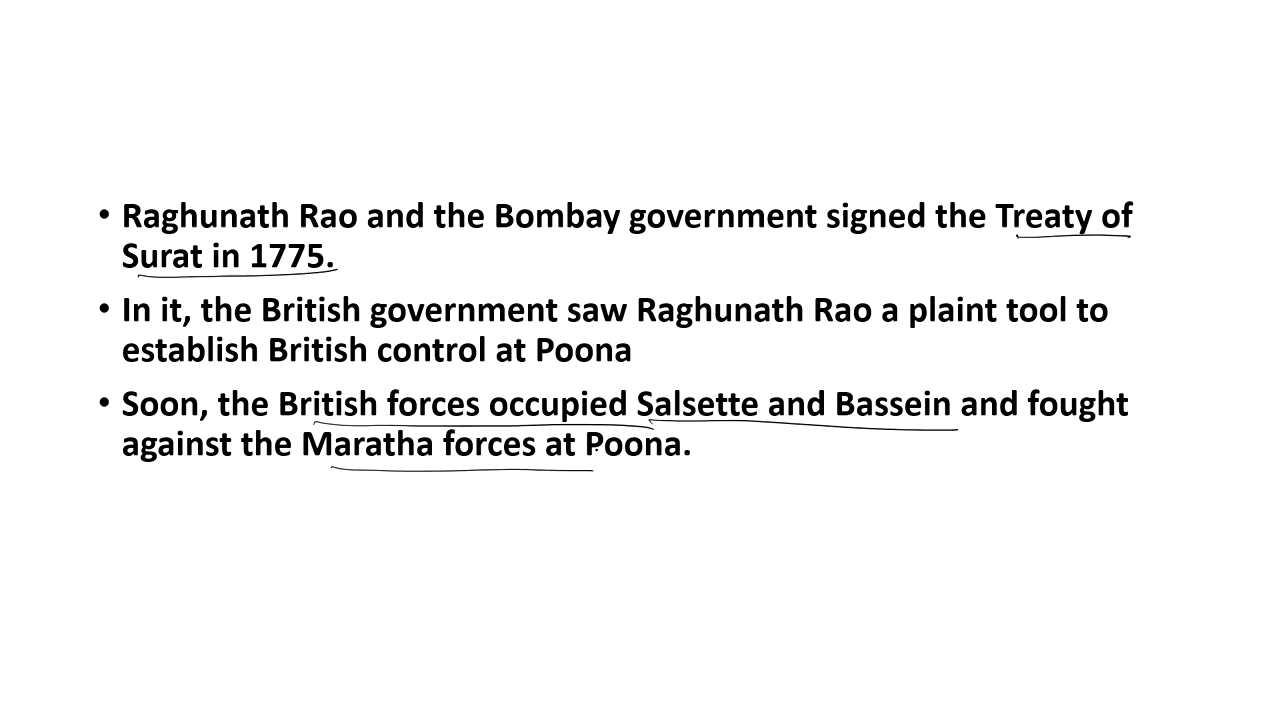 • Raghunath Rao and the Bombay government signed the Treaty of
Surat in 1775.
• In it, the British government saw Raghunath Rao a plaint tool to
establish British control at Poona
• Soon, the British forces occupied Salsette and Bassein and fought
against the Maratha forces at Poona.